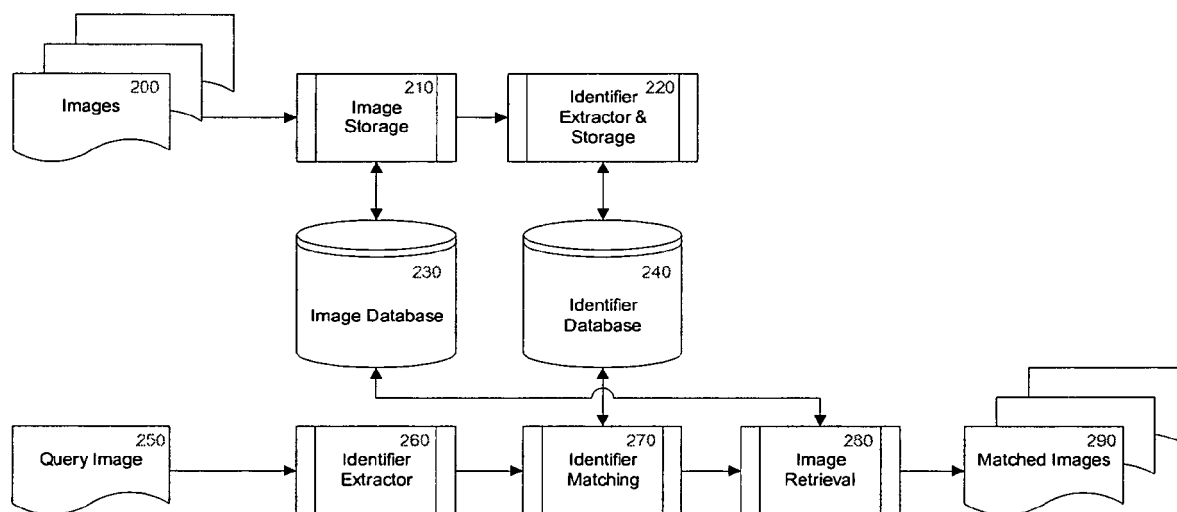 200
Images
210
Image
Storage
220
Identifier
Extractor &
Storage
230
Image Database
240
Identifier
Database
250
Query Image
260
Identifier
Extractor
270
Identifier
Matching
280
Image
Retrieval
290
Matched Images